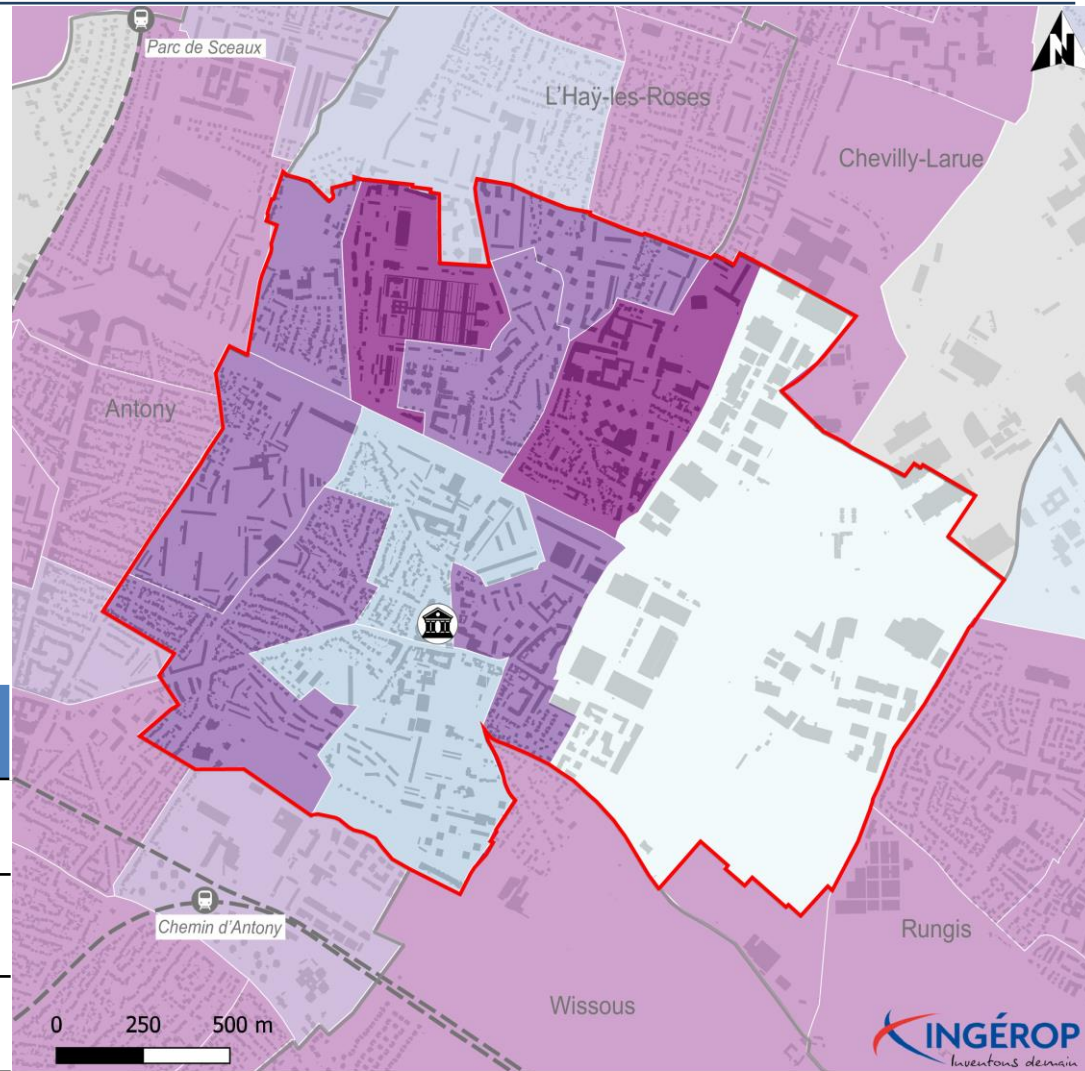 Parc de Sceaux
N
L'Haÿ-les-Roses
Chevilly-Larue
Antony
Chemin d'Antony
Rungis
Wissous
0 250 500 m
INGÉROP
Inventons demain